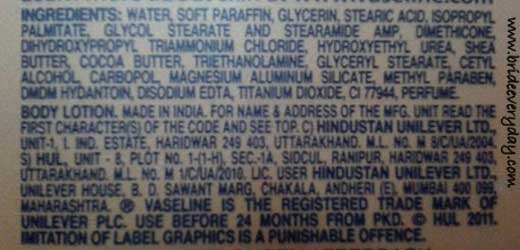 INGREDIENTS: WATER, SOFT PARAFFIN, GLYCERIN, STEARIC ACID, ISOPROPYL
PALMITATE, GLYCOL STEARATE AND STEARAMIDE AMP, DIMETHICONE,
DIHYDROXYPROPYL TRIAMMONIUM CHLORIDE, HYDROXYETHYL UREA, SHEA
BUTTER, COCOA BUTTER, TRIETHANOLAMINE, GLYCERYL STEARATE, CETYL
ALCOHOL, CARBOPOL, MAGNESIUM ALUMINUM SILICATE, METHYL PARABEN,
DMDM HYDANTOIN, DISODIUM EDTA, TITANIUM DIOXIDE, CI 77947, PERFUME.
BODY LOTION. MADE IN INDIA. FOR NAME & ADDRESS OF THE MFG. UNIT READ THE
FIRST CHARACTER(S) OF THE CODE AND SEE TOP. C) HINDUSTAN UNILEVER LTD.,
UNIT-1, I. IND. ESTATE, HARIDWAR 249 403, UTTARAKHAND. M.L. NO. M 8/C/UA/2004,
S) HUL, UNIT - 8, PLOT NO. 1-(1-H), SEC.-1A, SIDCUL, RANIPUR, HARIDWAR 249 403,
UTTARAKHAND. M.L. NO. M 1/C/UA/2010. LIC. USER HINDUSTAN UNILEVER LTD.,
UNILEVER HOUSE, B. D. SAWANT MARG, CHAKALA, ANDHERI (E), MUMBAI 400 099,
MAHARASHTRA. ® VASELINE IS THE REGISTERED TRADE MARK OF
UNILEVER PLC. USE BEFORE 24 MONTHS FROM PKD. © HUL 2011.
IMITATION OF LABEL GRAPHICS IS A PUNISHABLE OFFENCE.
www.brideeveryday.com